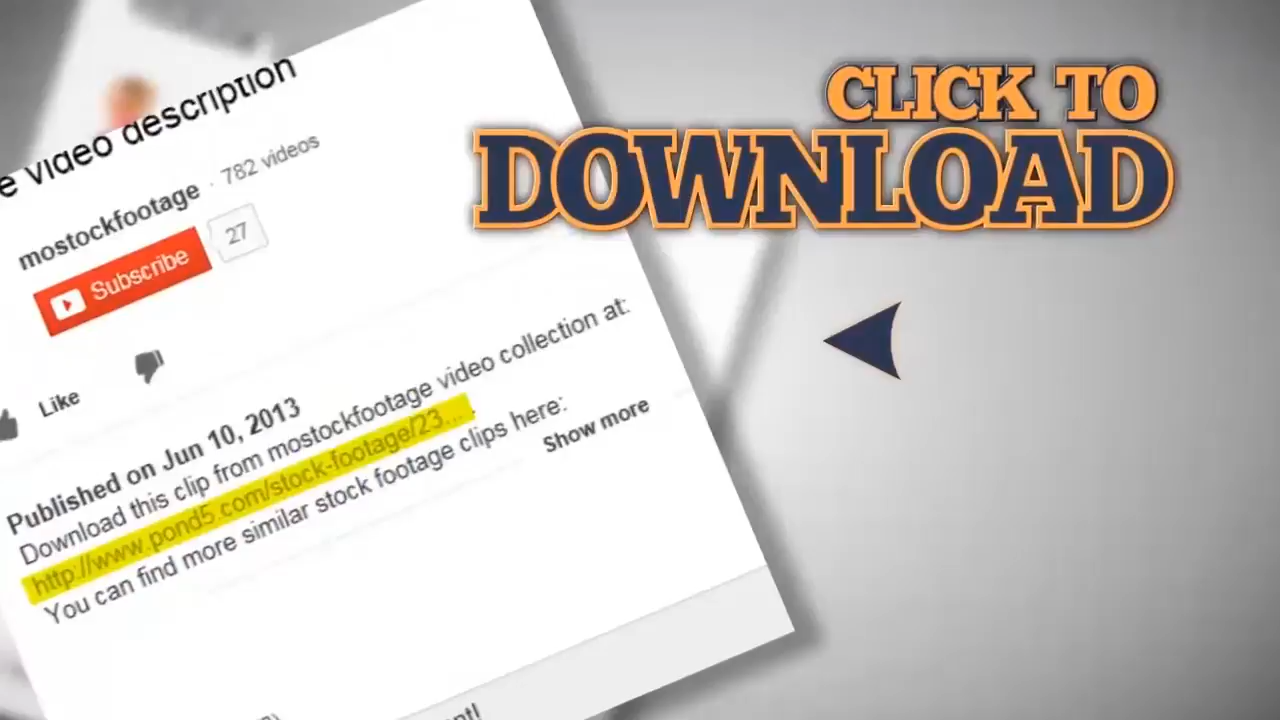 CLICK TO
DOWNLOAD
video description
mostockfootage · 782 videos
Subscribe
27
Like
Published on Jun 10, 2013
Download this clip from mostockfootage video collection at:
http://www.pond5.com/stock-footage/23... .
You can find more similar stock footage clips here:
Show more